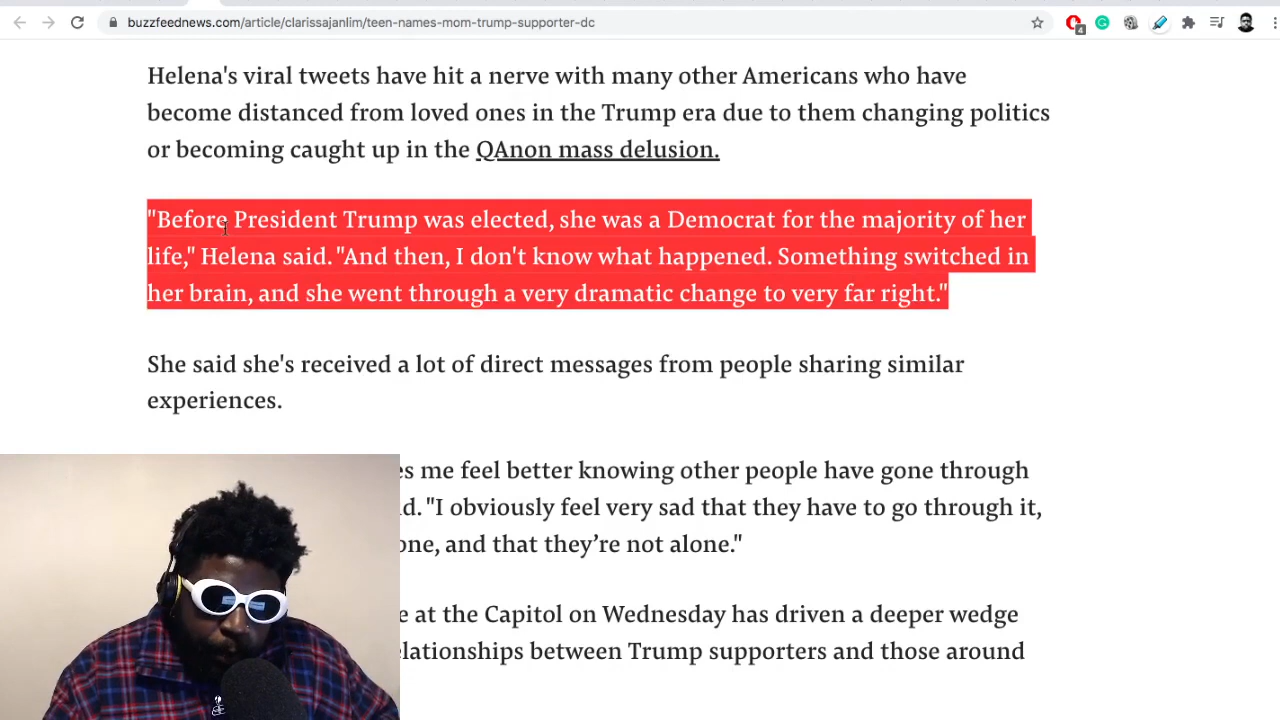 buzzfeednews.com/article/clarissajanlim/teen-names-mom-trump-supporter-dc
4
Helena's viral tweets have hit a nerve with many other Americans who have
become distanced from loved ones in the Trump era due to them changing politics
or becoming caught up in the QAnon mass delusion.
"Before President Trump was elected, she was a Democrat for the majority of her
life," Helena said. "And then, I don't know what happened. Something switched in
her brain, and she went through a very dramatic change to very far right."
She said she's received a lot of direct messages from people sharing similar
experiences.
me feel better knowing other people have gone through
"I obviously feel very sad that they have to go through it,
and that they’re not alone."
at the Capitol on Wednesday has driven a deeper wedge
between Trump supporters and those around